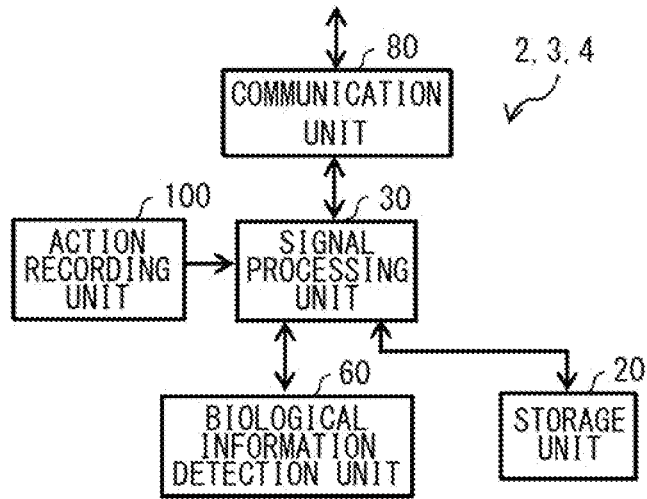 80
2, 3, 4
COMMUNICATION
UNIT
100
30
ACTION
RECORDING
UNIT
SIGNAL
PROCESSING
UNIT
60
20
BIOLOGICAL
INFORMATION
DETECTION UNIT
STORAGE
UNIT